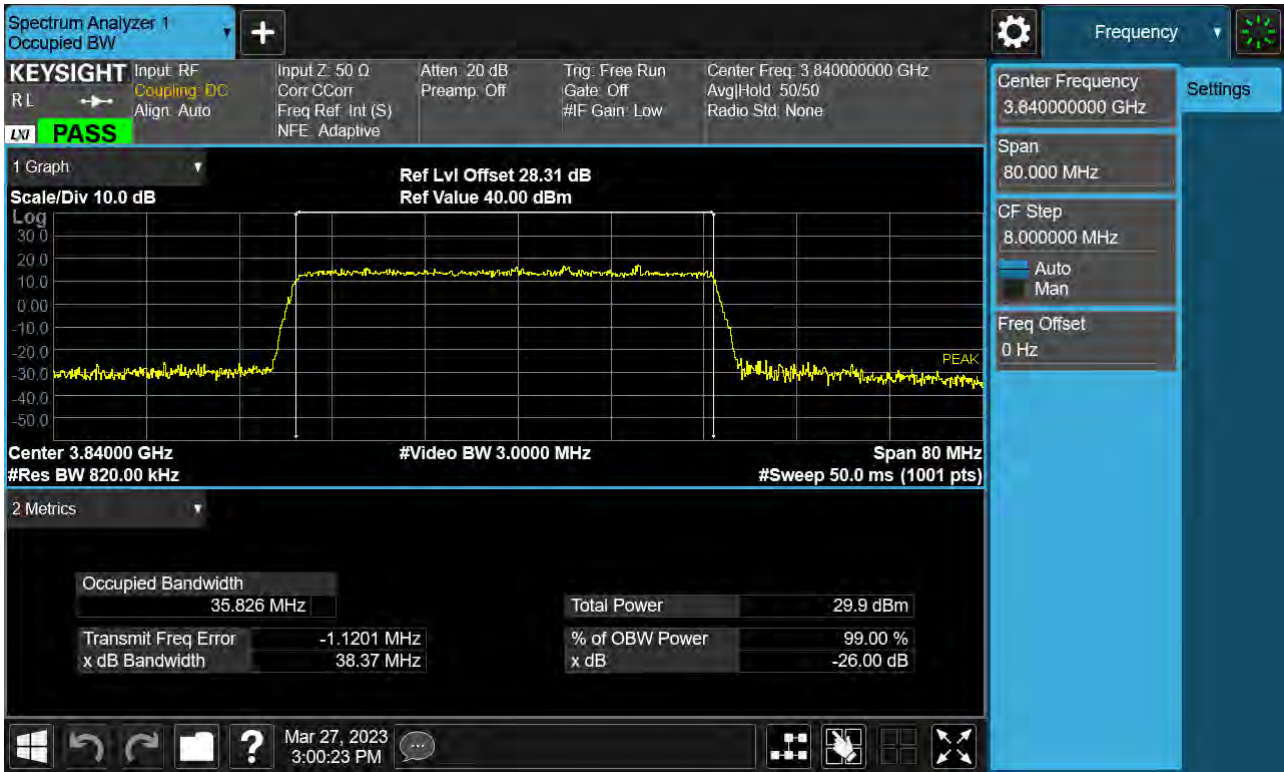 Spectrum Analyzer 1
Occupied BW
+
Frequency
KEYSIGHT
RL
LXI
PASS
Input: RF
Coupling: DC
Align: Auto
Input Z: 50 Ω
Corr CCorr
Freq Ref: Int (S)
NFE: Adaptive
Atten: 20 dB
Preamp: Off
Trig: Free Run
Gate: Off
#IF Gain: Low
Center Freq: 3.840000000 GHz
Avg|Hold: 50/50
Radio Std: None
Center Frequency
3.840000000 GHz
Settings
Span
80.000 MHz
CF Step
8.000000 MHz
Auto
Man
Freq Offset
0 Hz
1 Graph
Scale/Div 10.0 dB
Ref Lvl Offset 28.31 dB
Ref Value 40.00 dBm
Log
30.0
20.0
10.0
0.00
-10.0
-20.0
-30.0
-40.0
-50.0
PEAK
Center 3.84000 GHz
#Video BW 3.0000 MHz
Span 80 MHz
#Res BW 820.00 kHz
#Sweep 50.0 ms (1001 pts)
2 Metrics
Occupied Bandwidth
35.826 MHz
Total Power 29.9 dBm
Transmit Freq Error -1.1201 MHz
% of OBW Power 99.00 %
x dB Bandwidth 38.37 MHz
x dB -26.00 dB
?
Mar 27, 2023
3:00:23 PM